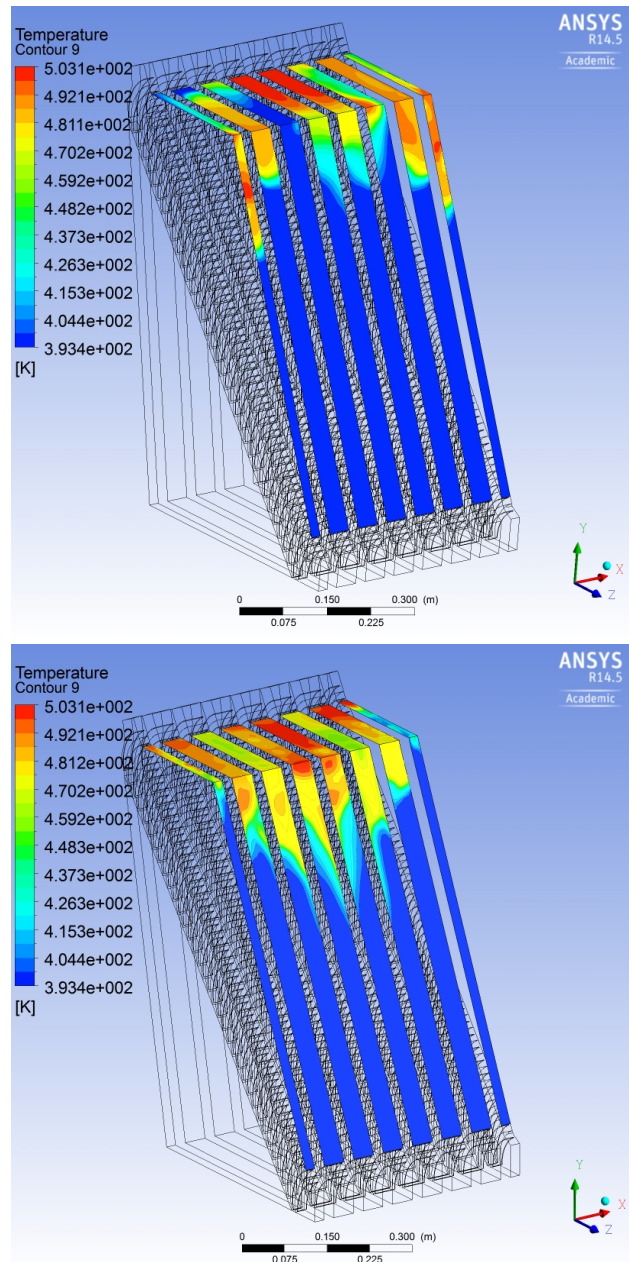 Temperature
Contour 9
5.031e+002
4.921e+002
4.811e+002
4.702e+002
4.592e+002
4.482e+002
4.373e+002
4.263e+002
4.153e+002
4.044e+002
3.934e+002
[K]
ANSYS
R14.5
Academic
Y
X
Z
0 0.150 0.300 (m)
0.075 0.225
Temperature
Contour 9
5.031e+002
4.921e+002
4.812e+002
4.702e+002
4.592e+002
4.483e+002
4.373e+002
4.263e+002
4.153e+002
4.044e+002
3.934e+002
[K]
ANSYS
R14.5
Academic
Y
X
Z
0 0.150 0.300 (m)
0.075 0.225